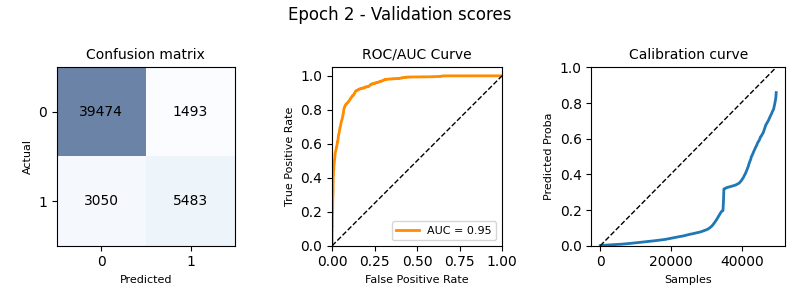 Epoch 2 - Validation scores
Confusion matrix
Actual
0
1
39474
1493
3050
5483
0
1
Predicted
ROC/AUC Curve
True Positive Rate
1.0
0.8
0.6
0.4
0.2
0.0
AUC = 0.95
0.00
0.25
0.50
0.75
1.00
False Positive Rate
Calibration curve
Predicted Proba
1.0
0.8
0.6
0.4
0.2
0.0
0
20000
40000
Samples